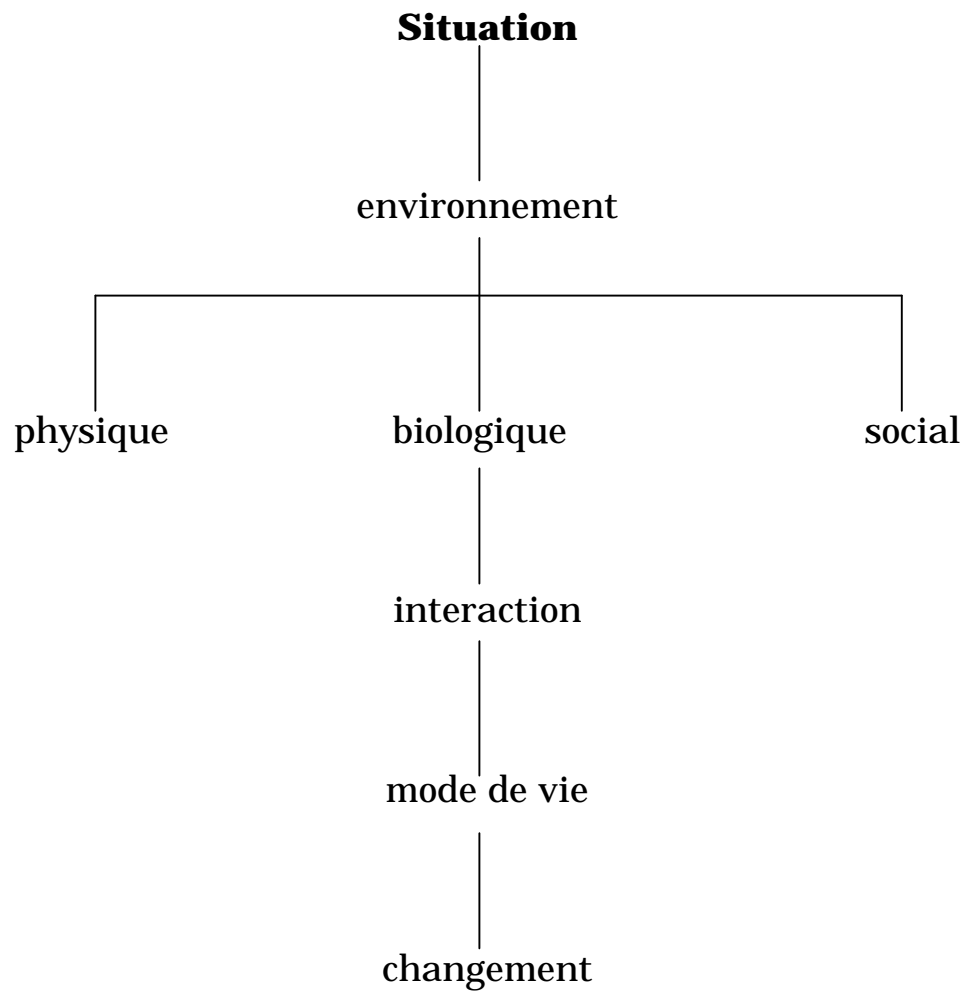 Situation
environnement
physique biologique social
interaction
mode de vie
changement